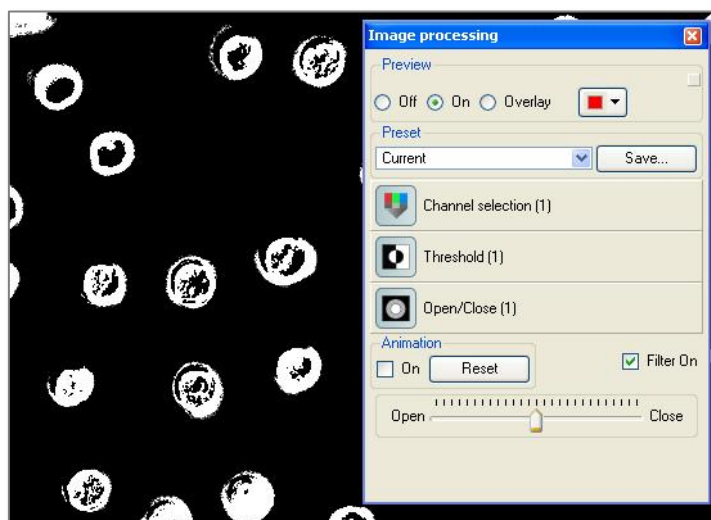 Image processing
Preview
Off On Overlay
Preset
Current Save...
Channel selection (1)
Threshold (1)
Open/Close (1)
Animation
On Reset Filter On
Open Close